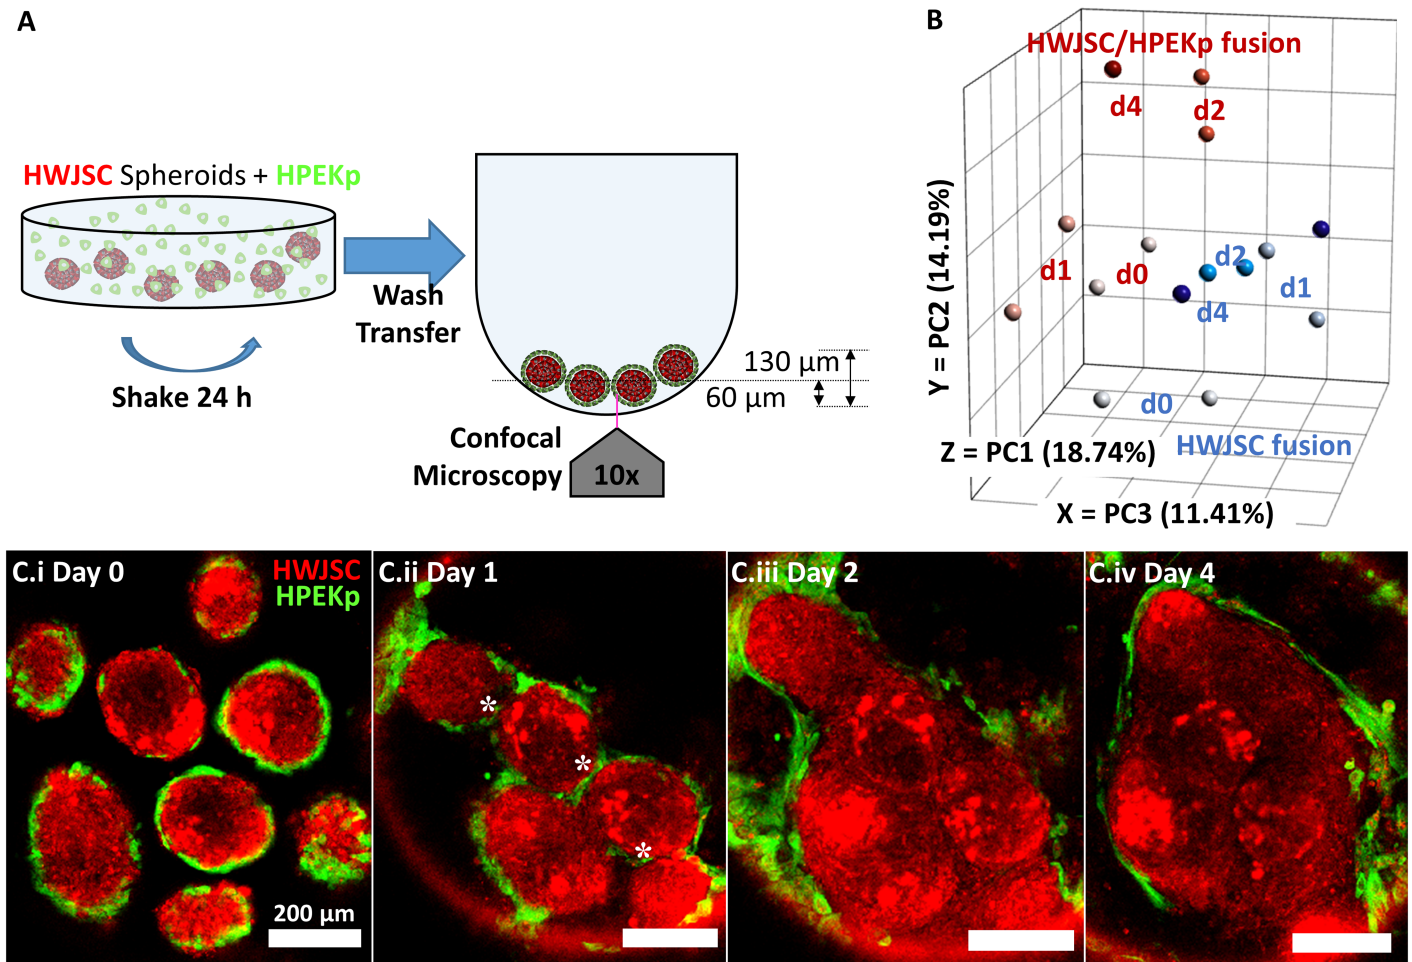 A
HWJSC Spheroids + HPEKp
Shake 24 h
Wash
Transfer
130 µm
60 µm
Confocal
Microscopy
10x
B
HWJSC/HPEKp fusion
d4
d2
d1
d0
d2
d1
d4
d0
HWJSC fusion
Y = PC2 (14.19%)
Z = PC1 (18.74%)
X = PC3 (11.41%)
C.i Day 0
HWJSC
HPEKp
200 µm
C.ii Day 1
*
*
*
C.iii Day 2
C.iv Day 4